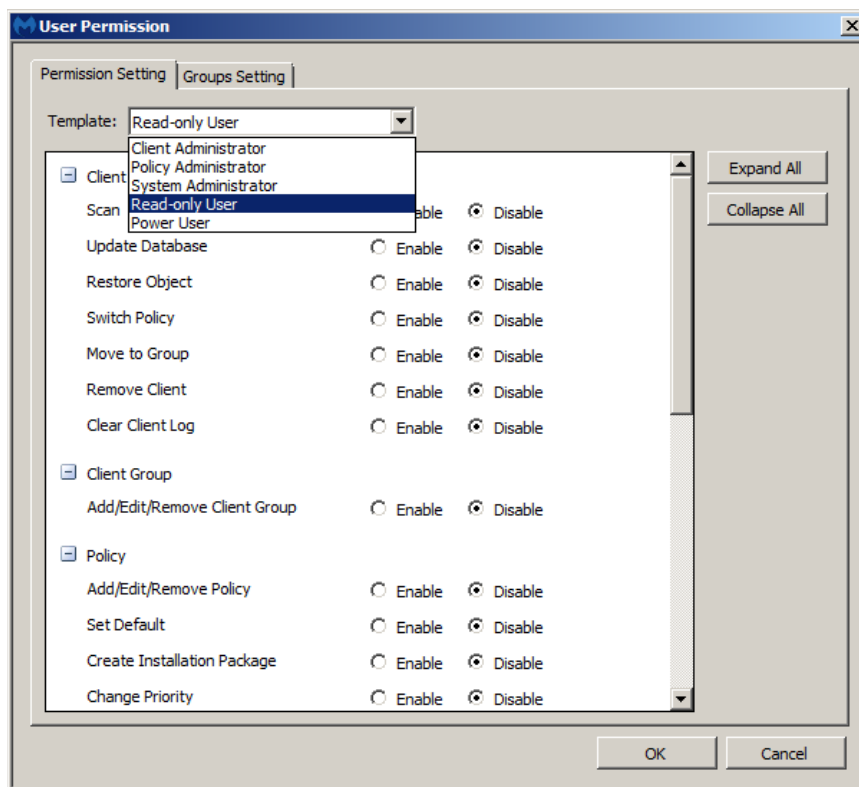 User Permission
Permission Setting Groups Setting
Template: Read-only User
Client Administrator
Policy Administrator
System Administrator
Read-only User
Power User
Expand All
Collapse All
Client
Scan Disable
Update Database Enable Disable
Restore Object Enable Disable
Switch Policy Enable Disable
Move to Group Enable Disable
Remove Client Enable Disable
Clear Client Log Enable Disable
Client Group
Add/Edit/Remove Client Group Enable Disable
Policy
Add/Edit/Remove Policy Enable Disable
Set Default Enable Disable
Create Installation Package Enable Disable
Change Priority Enable Disable
OK Cancel